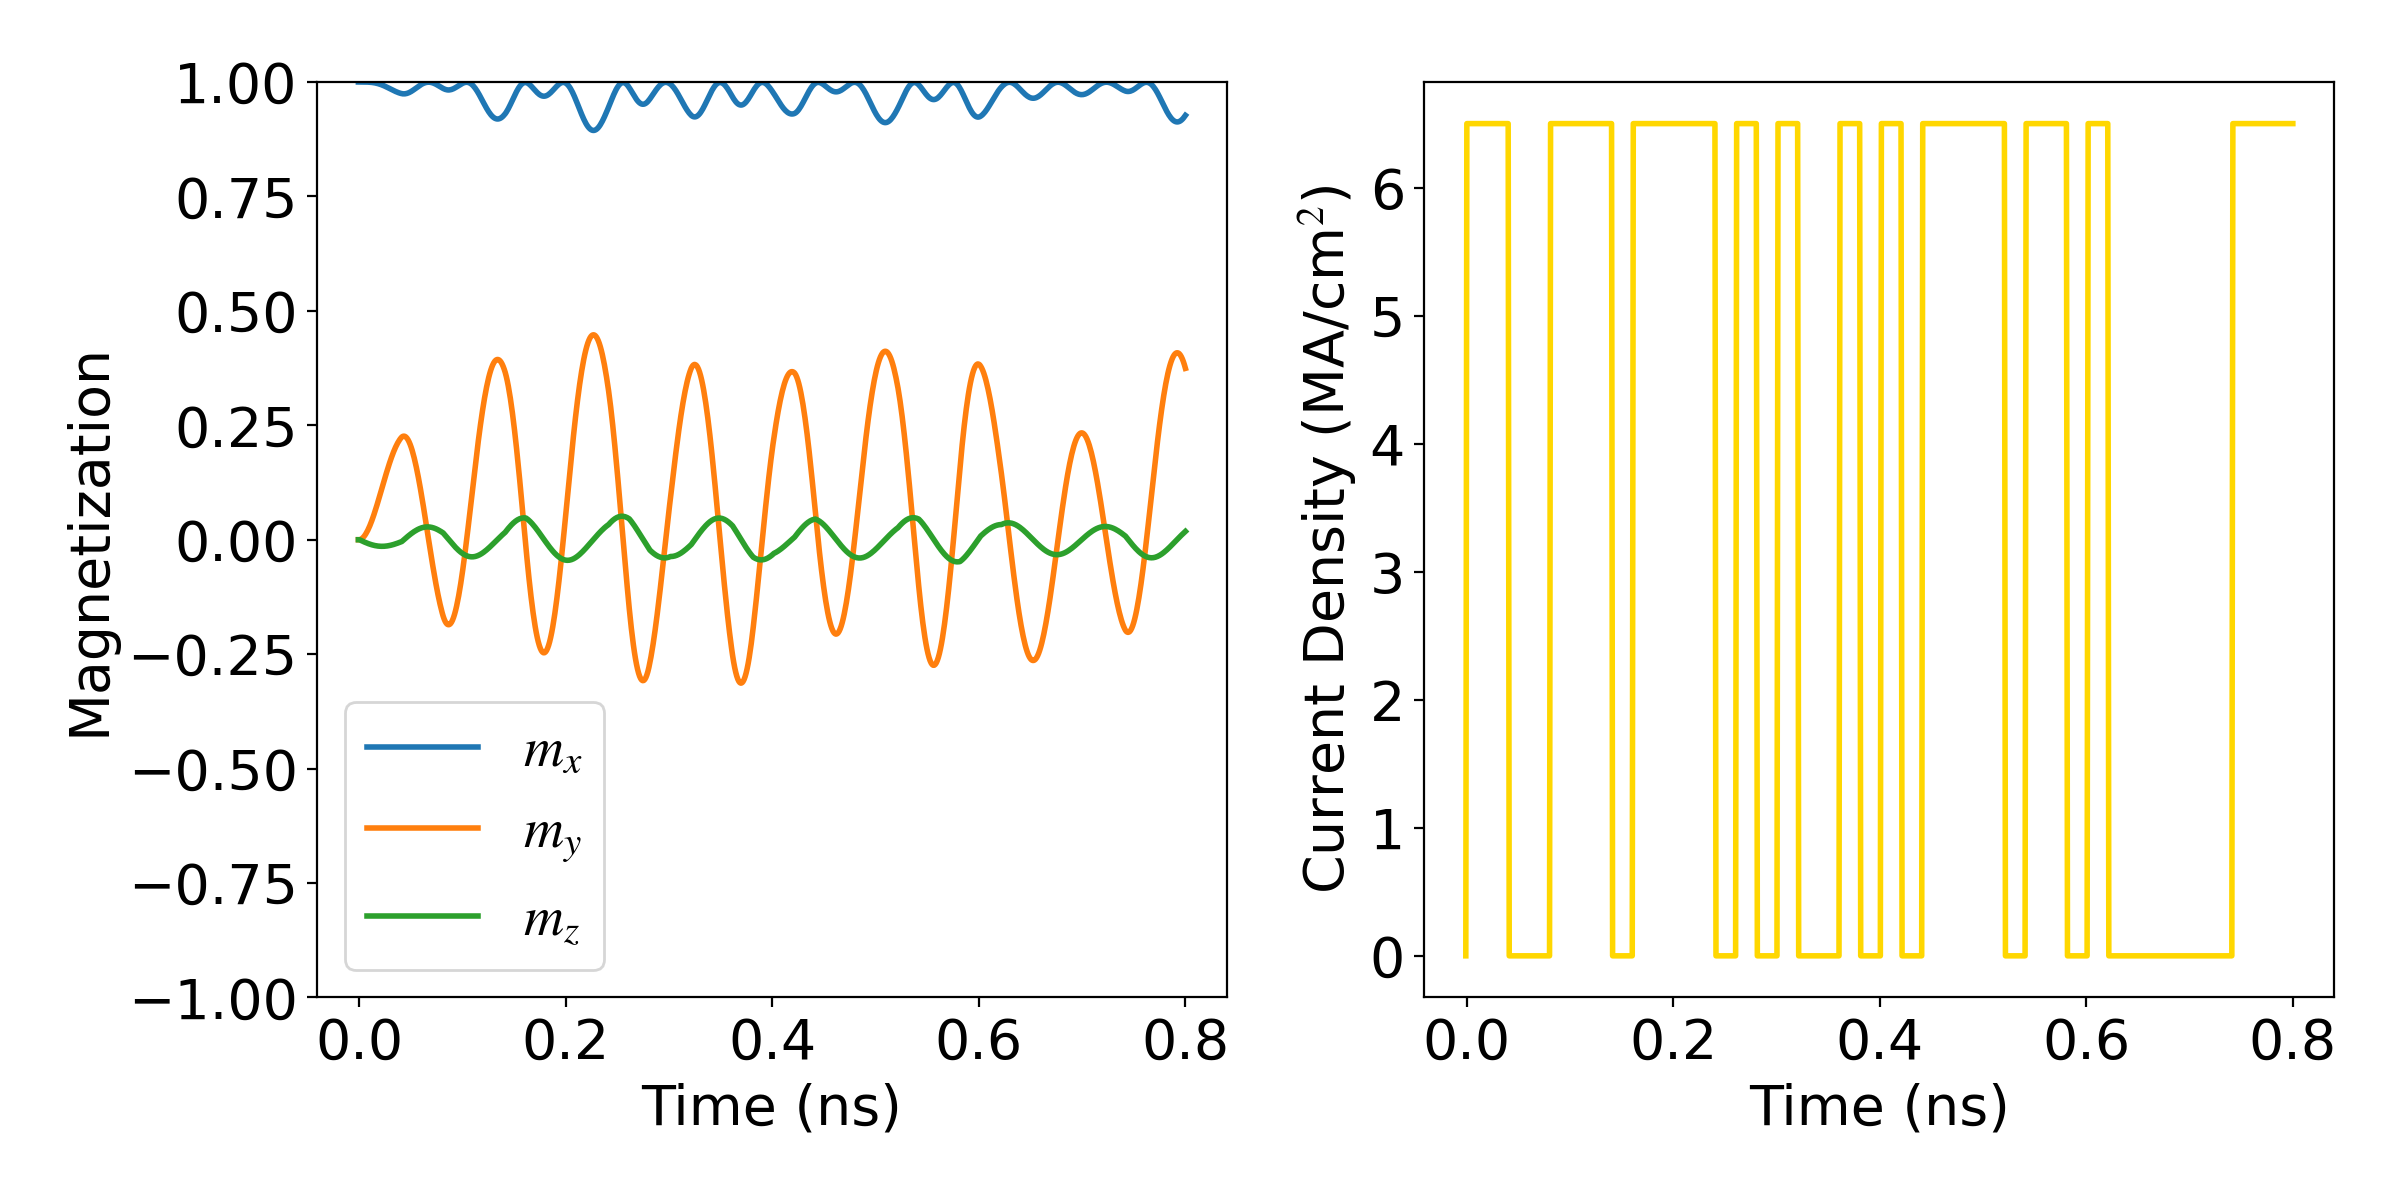 Magnetization
1.00
0.75
0.50
0.25
0.00
−0.25
−0.50
−0.75
−1.00
m_x
m_y
m_z
0.0 0.2 0.4 0.6 0.8
Time (ns)
Current Density (MA/cm²)
6
5
4
3
2
1
0
0.0 0.2 0.4 0.6 0.8
Time (ns)